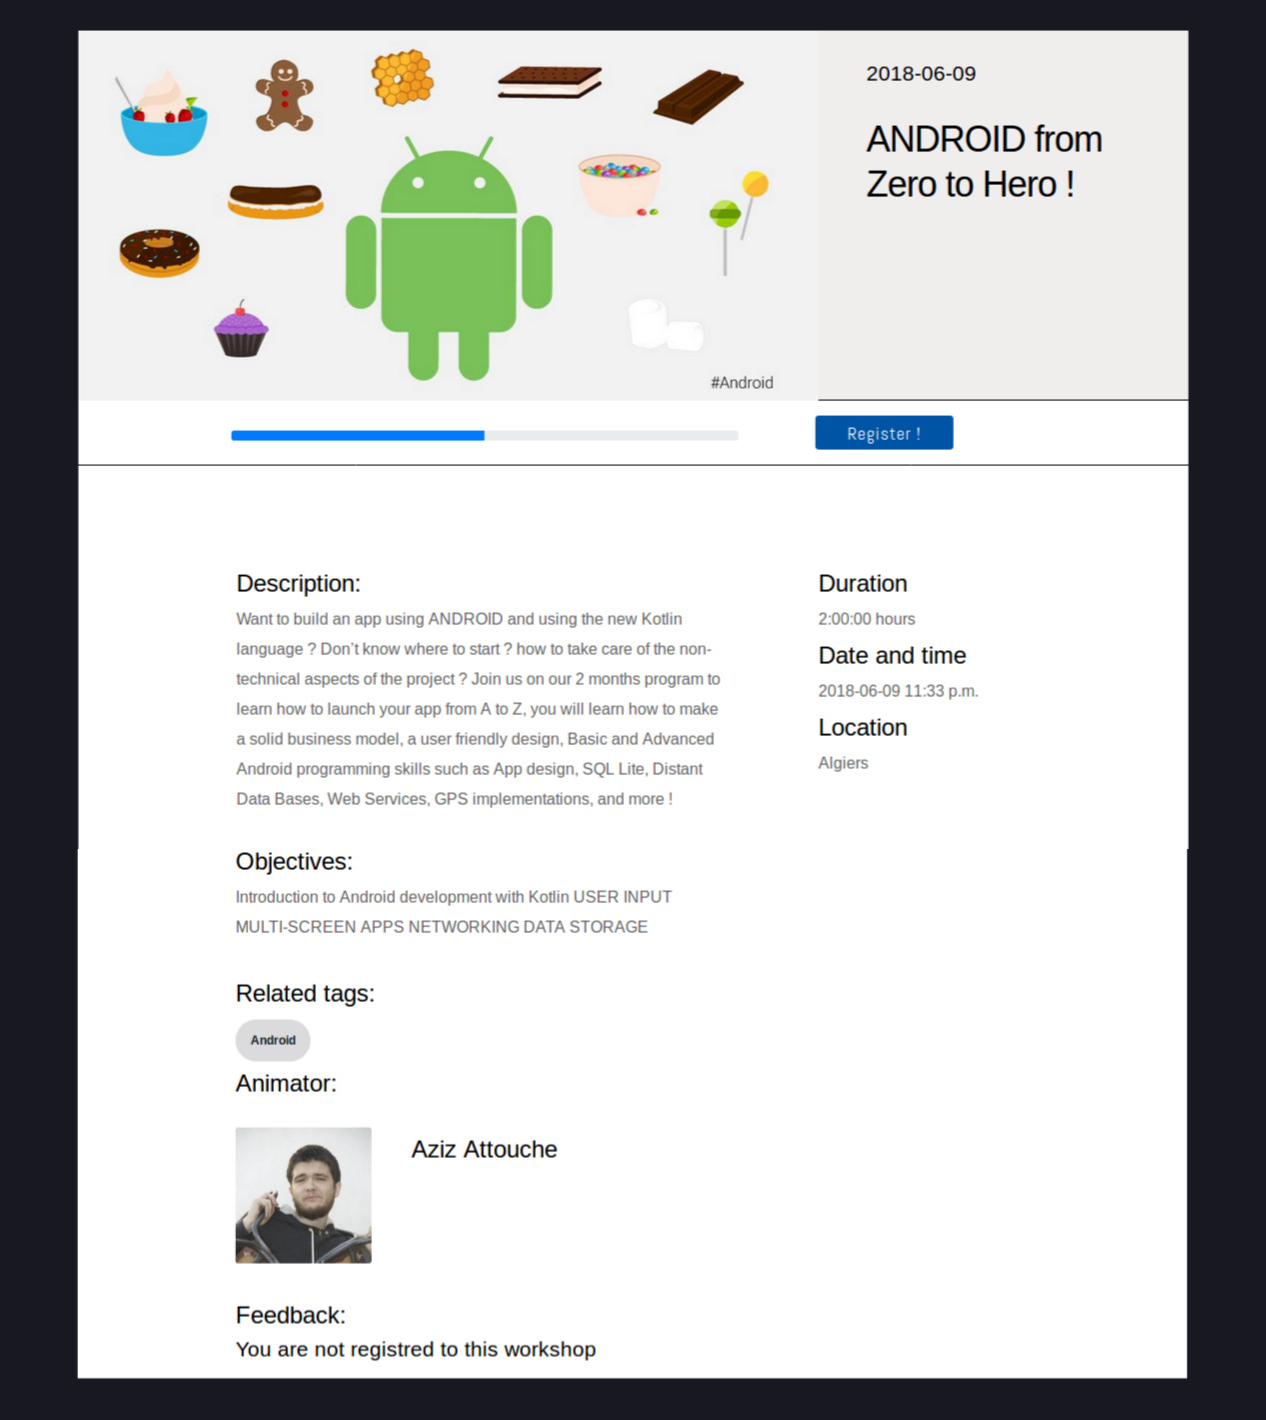 2018-06-09
ANDROID from
Zero to Hero !
#Android
Register !
Description:
Want to build an app using ANDROID and using the new Kotlin
language ? Don’t know where to start ? how to take care of the non-
technical aspects of the project ? Join us on our 2 months program to
learn how to launch your app from A to Z, you will learn how to make
a solid business model, a user friendly design, Basic and Advanced
Android programming skills such as App design, SQL Lite, Distant
Data Bases, Web Services, GPS implementations, and more !
Objectives:
Introduction to Android development with Kotlin USER INPUT
MULTI-SCREEN APPS NETWORKING DATA STORAGE
Related tags:
Android
Animator:
Aziz Attouche
Feedback:
You are not registred to this workshop
Duration
2:00:00 hours
Date and time
2018-06-09 11:33 p.m.
Location
Algiers